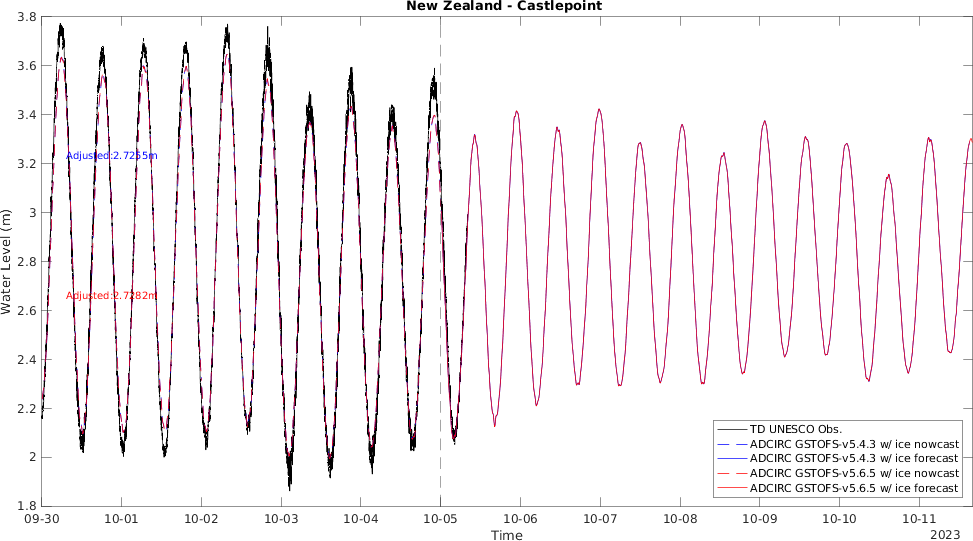 New Zealand - Castlepoint
3.8
3.6
3.4
3.2
3
2.8
2.6
2.4
2.2
2
1.8
Water Level (m)
Adjusted:2.7255m
Adjusted:2.7282m
TD UNESCO Obs.
ADCIRC GSTOFS-v5.4.3 w/ ice nowcast
ADCIRC GSTOFS-v5.4.3 w/ ice forecast
ADCIRC GSTOFS-v5.6.5 w/ ice nowcast
ADCIRC GSTOFS-v5.6.5 w/ ice forecast
09-30 10-01 10-02 10-03 10-04 10-05 10-06 10-07 10-08 10-09 10-10 10-11
2023
Time